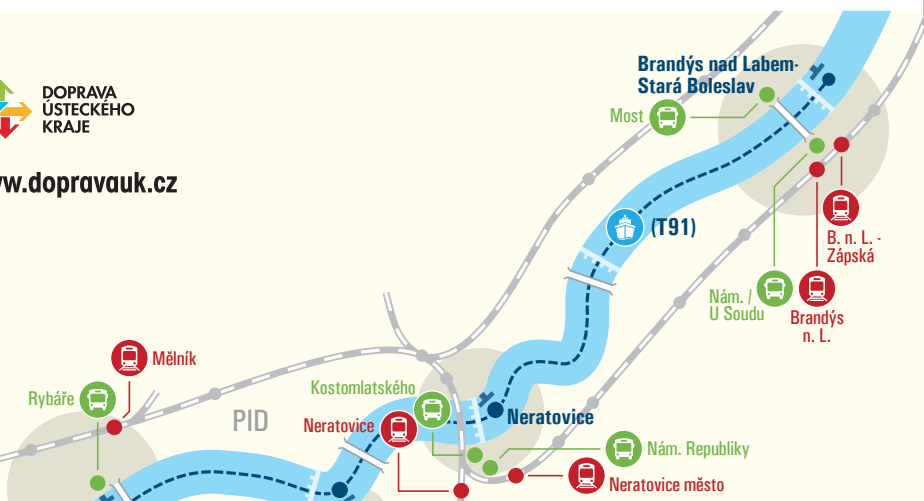 Brandýs nad Labem-
Stará Boleslav
Most
DOPRAVA
ÚSTECKÉHO
KRAJE
w.dopravauk.cz
(T91)
B. n. L. -
Zápská
Nám. /
U Soudu
Brandýs
n. L.
Mělník
Rybáře
Kostomlatského
PID
Neratovice
Neratovice
Nám. Republiky
Neratovice město